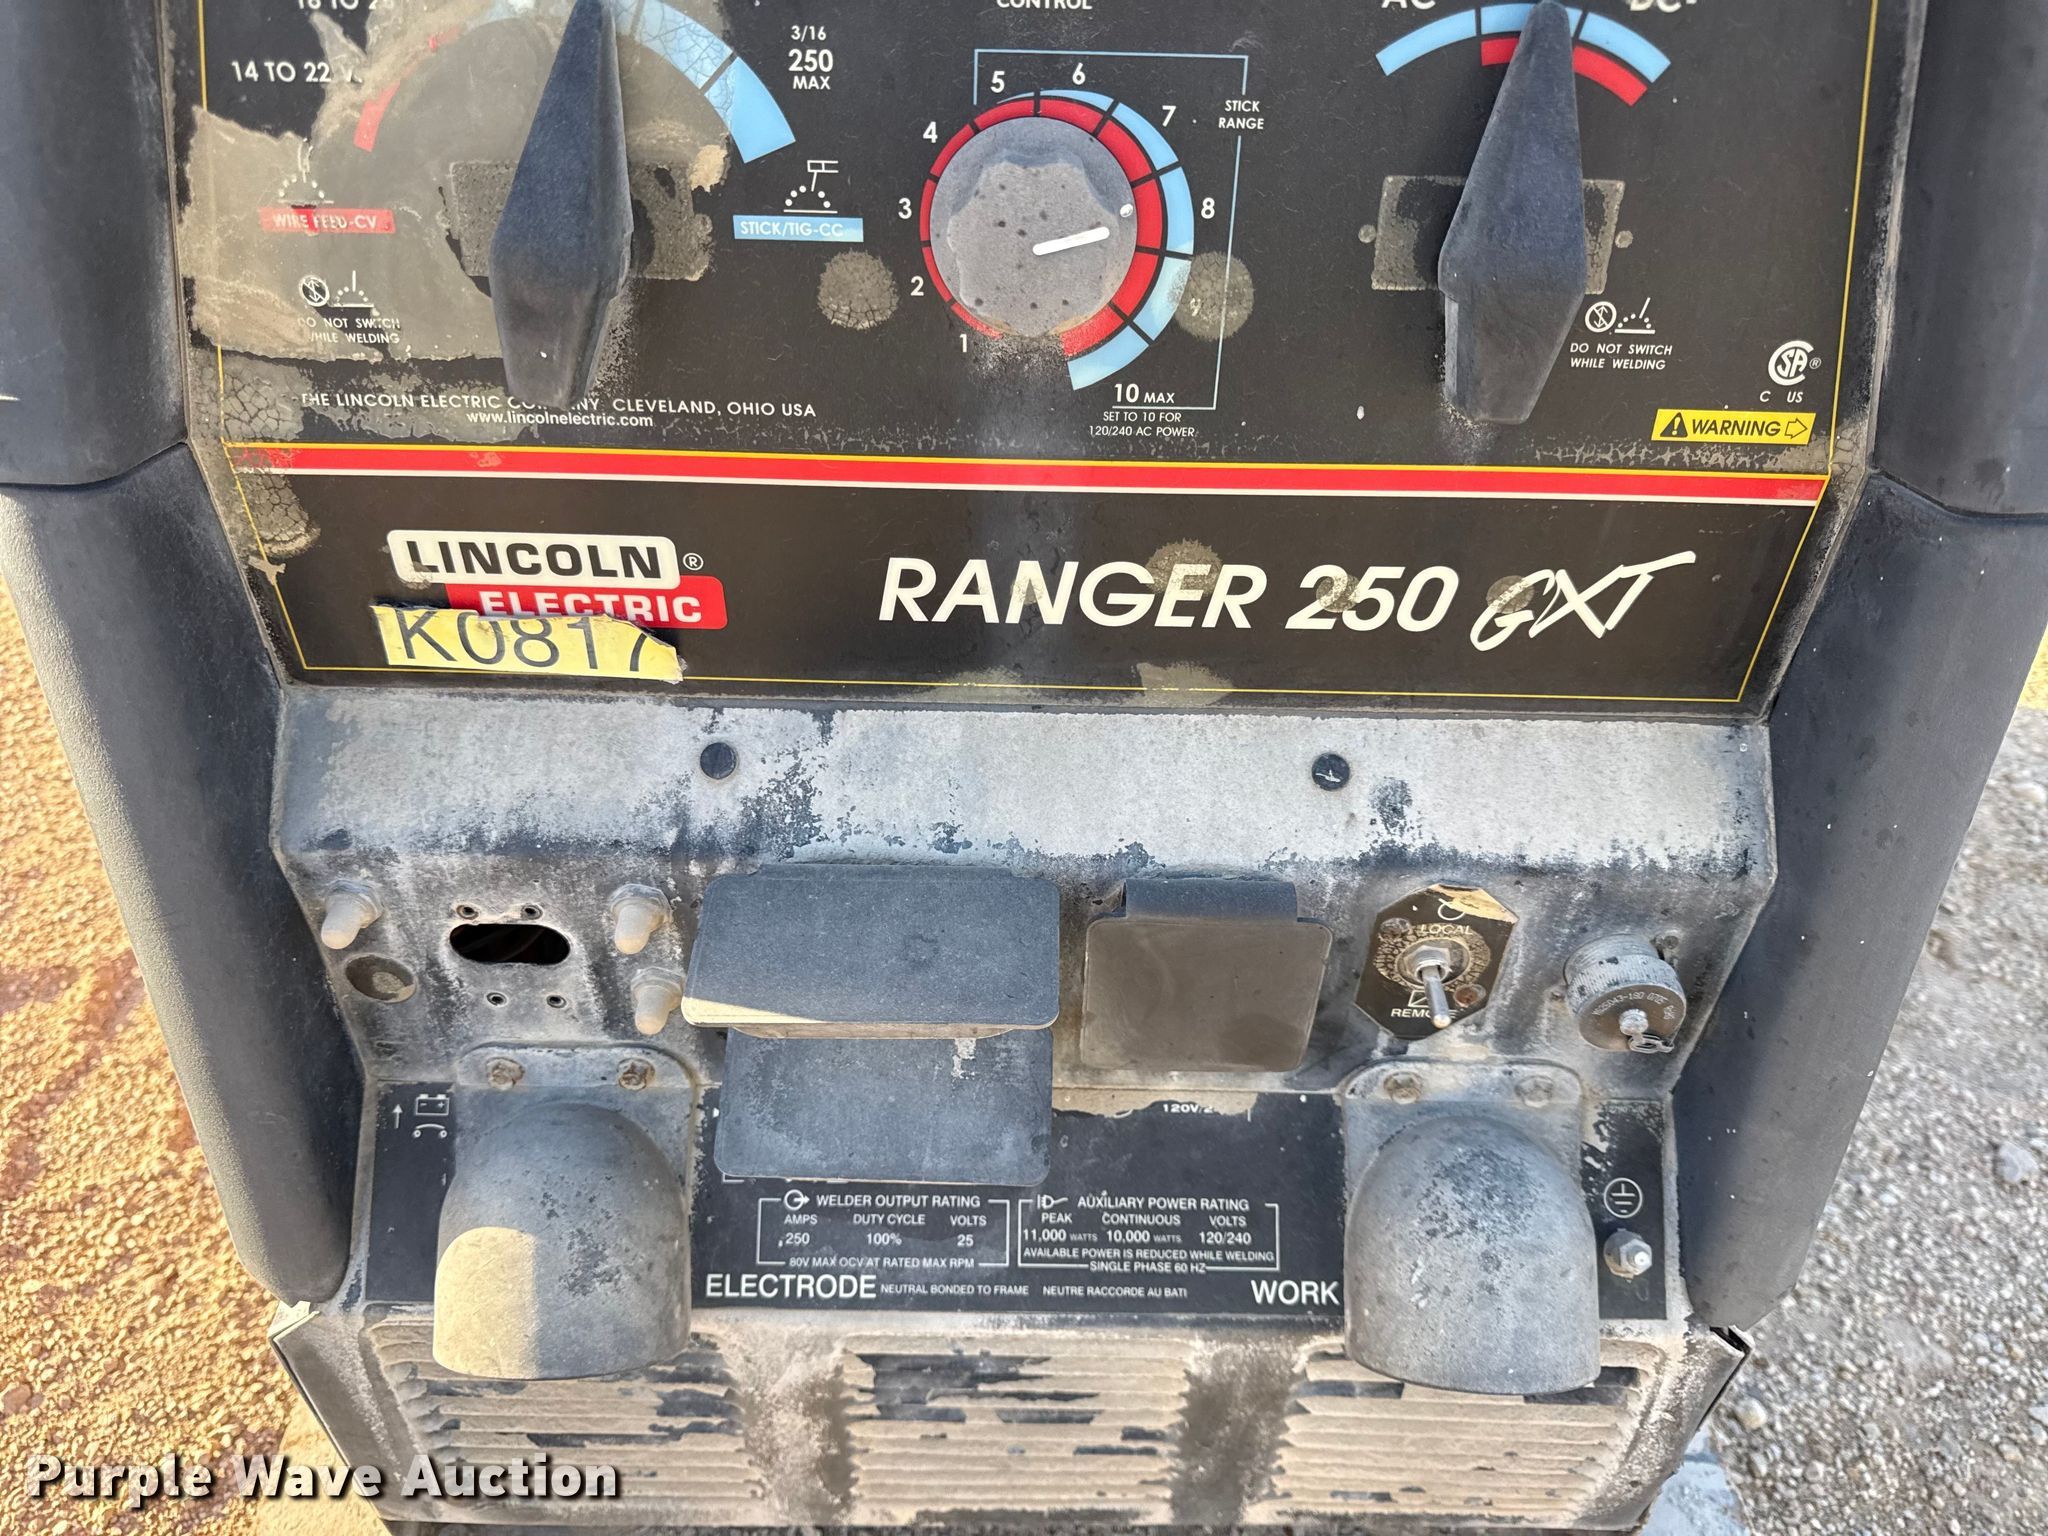 CONTROL
AC
DC-
14 TO 22
3/16
250
MAX
5
6
7
4
3
2
1
8
STICK
RANGE
WIRE FEED-CV
STICK/TIG-CC
DO NOT SWITCH
WHILE WELDING
DO NOT SWITCH
WHILE WELDING
10 MAX
SET TO 10 FOR
120/240 AC POWER
C US
WARNING
THE LINCOLN ELECTRIC COMPANY CLEVELAND, OHIO USA
www.lincolnelectric.com
LINCOLN ®
ELECTRIC
RANGER 250 GXT
K0817
LOCAL
REMOTE
WELDER OUTPUT RATING
AMPS DUTY CYCLE VOLTS
250 100% 25
80V MAX OCV AT RATED MAX RPM
AUXILIARY POWER RATING
PEAK CONTINUOUS VOLTS
11,000 WATTS 10,000 WATTS 120/240
AVAILABLE POWER IS REDUCED WHILE WELDING
SINGLE PHASE 60 HZ
ELECTRODE NEUTRAL BONDED TO FRAME NEUTRE RACCORDE AU BATI WORK
Purple Wave Auction